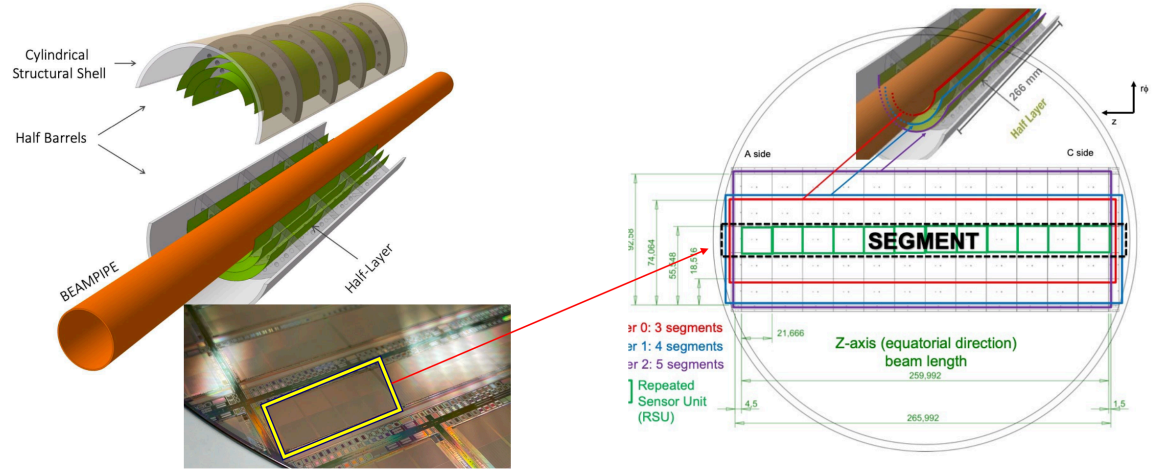 Cylindrical
Structural Shell
Half Barrels
BEAMPIPE
Half-Layer
266 mm
Half Layer
rϕ
z
A side
C side
SEGMENT
92,58
74,064
55,548
18,516
er 0: 3 segments
er 1: 4 segments
er 2: 5 segments
Repeated
Sensor Unit
(RSU)
21,666
Z-axis (equatorial direction)
beam length
259,992
4,5
1,5
265,992